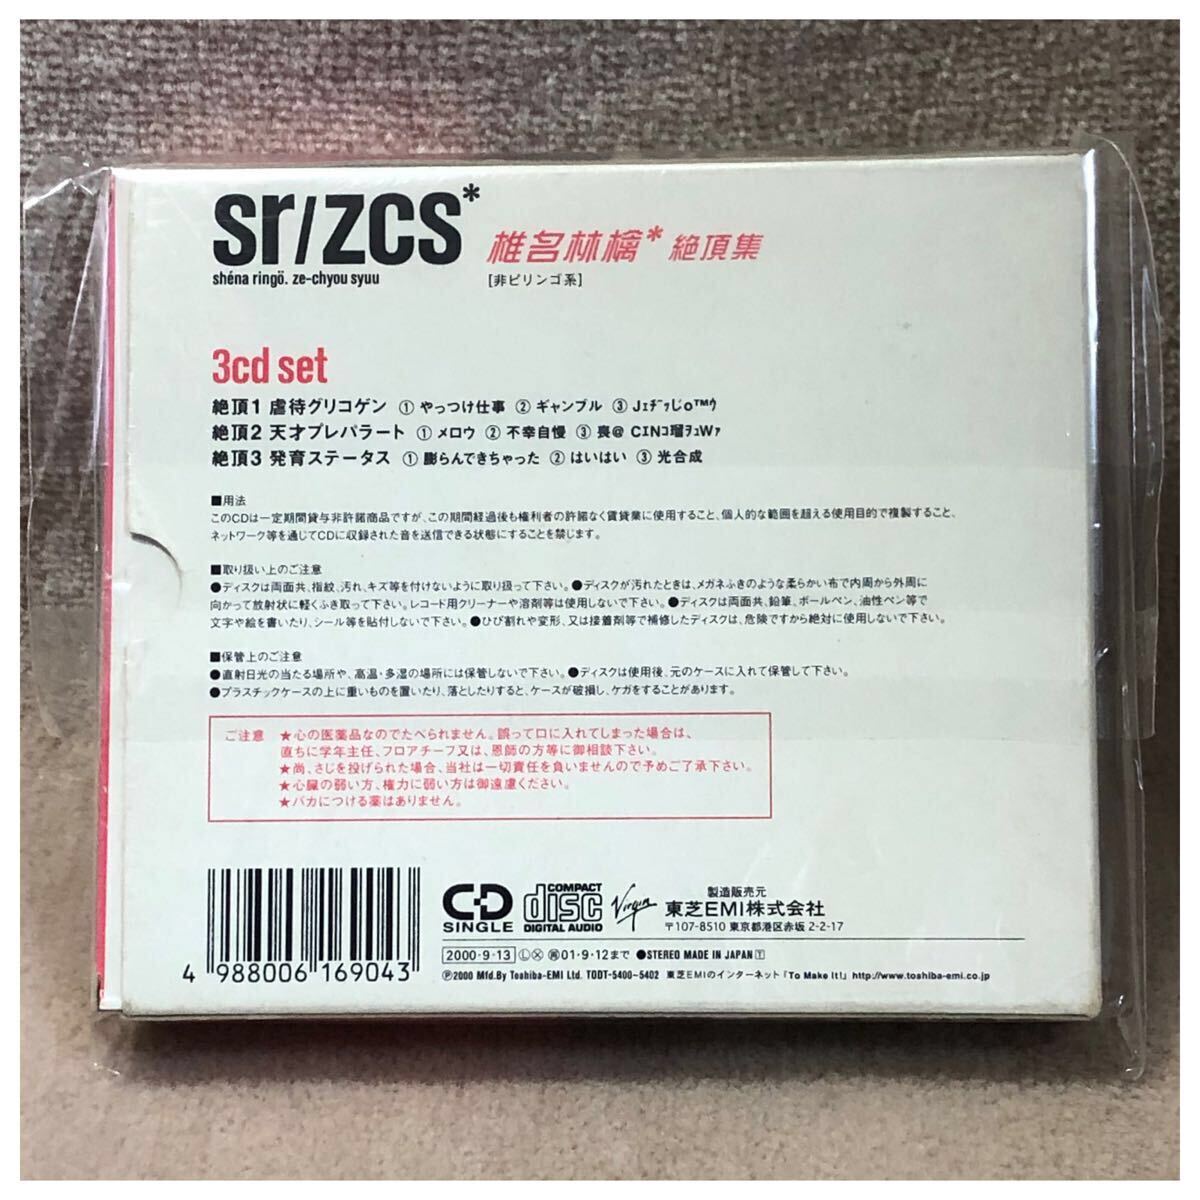 sr/zcs*
shéna ringö. ze-chyou syuu
椎名林檎* 絶頂集
[非ピリンゴ系]
3cd set
絶頂1 虐待グリコゲン ① やっつけ仕事 ② ギャンブル ③ Jｪﾁﾞｯじo™ｳ
絶頂2 天才プレパラート ① メロウ ② 不幸自慢 ③ 喪@ CINｺ瑠ｦュWｧ
絶頂3 発育ステータス ① 膨らんできちゃった ② はいはい ③ 光合成
■用法
このCDは一定期間貸与非許諾商品ですが、この期間経過後も権利者の許諾なく賃貸業に使用すること、個人的な範囲を超える使用目的で複製すること、
ネットワーク等を通じてCDに収録された音を送信できる状態にすることを禁じます。
■取り扱い上のご注意
●ディスクは両面共、指紋、汚れ、キズ等を付けないように取り扱って下さい。●ディスクが汚れたときは、メガネふきのような柔らかい布で内周から外周に
向かって放射状に軽くふき取って下さい。レコード用クリーナーや溶剤等は使用しないで下さい。●ディスクは両面共、鉛筆、ボールペン、油性ペン等で
文字や絵を書いたり、シール等を貼付しないで下さい。●ひび割れや変形、又は接着剤等で補修したディスクは、危険ですから絶対に使用しないで下さい。
■保管上のご注意
●直射日光の当たる場所や、高温・多湿の場所には保管しないで下さい。●ディスクは使用後、元のケースに入れて保管して下さい。
●プラスチックケースの上に重いものを置いたり、落としたりすると、ケースが破損し、ケガをすることがあります。
ご注意 ★心の医薬品なのでたべられません。誤って口に入れてしまった場合は、
直ちに学年主任、フロアチーフ又は、恩師の方等に御相談下さい。
★尚、さじを投げられた場合、当社は一切責任を負いませんので予めご了承下さい。
★心臓の弱い方、権力に弱い方は御遠慮ください。
★バカにつける薬はありません。
4 988006 169043
CD SINGLE
COMPACT disc DIGITAL AUDIO
Virgin
製造販売元
東芝EMI株式会社
〒107-8510 東京都港区赤坂 2-2-17
2000・9・13 Ⓛ Ⓧ ㊢01・9・12まで ●STEREO MADE IN JAPAN T
Ⓟ2000 Mfd.By Toshiba-EMI Ltd. TODT-5400~5402 東芝EMIのインターネット「To Make It!」 http://www.toshiba-emi.co.jp